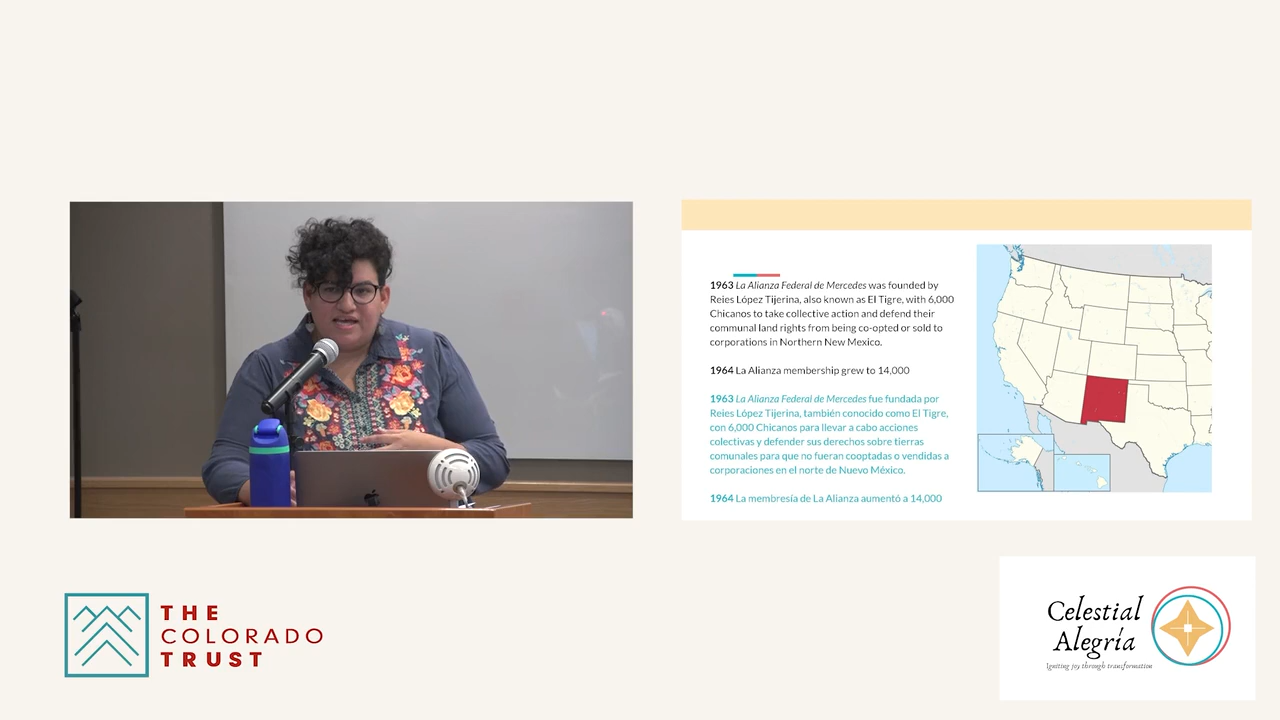 1963 La Alianza Federal de Mercedes was founded by
Reies López Tijerina, also known as El Tigre, with 6,000
Chicanos to take collective action and defend their
communal land rights from being co-opted or sold to
corporations in Northern New Mexico.
1964 La Alianza membership grew to 14,000
1963 La Alianza Federal de Mercedes fue fundada por
Reies López Tijerina, también conocido como El Tigre,
con 6,000 Chicanos para llevar a cabo acciones
colectivas y defender sus derechos sobre tierras
comunales para que no fueran cooptadas o vendidas a
corporaciones en el norte de Nuevo México.
1964 La membresía de La Alianza aumentó a 14,000
THE
COLORADO
TRUST
Celestial
Alegría
Igniting joy through transformation